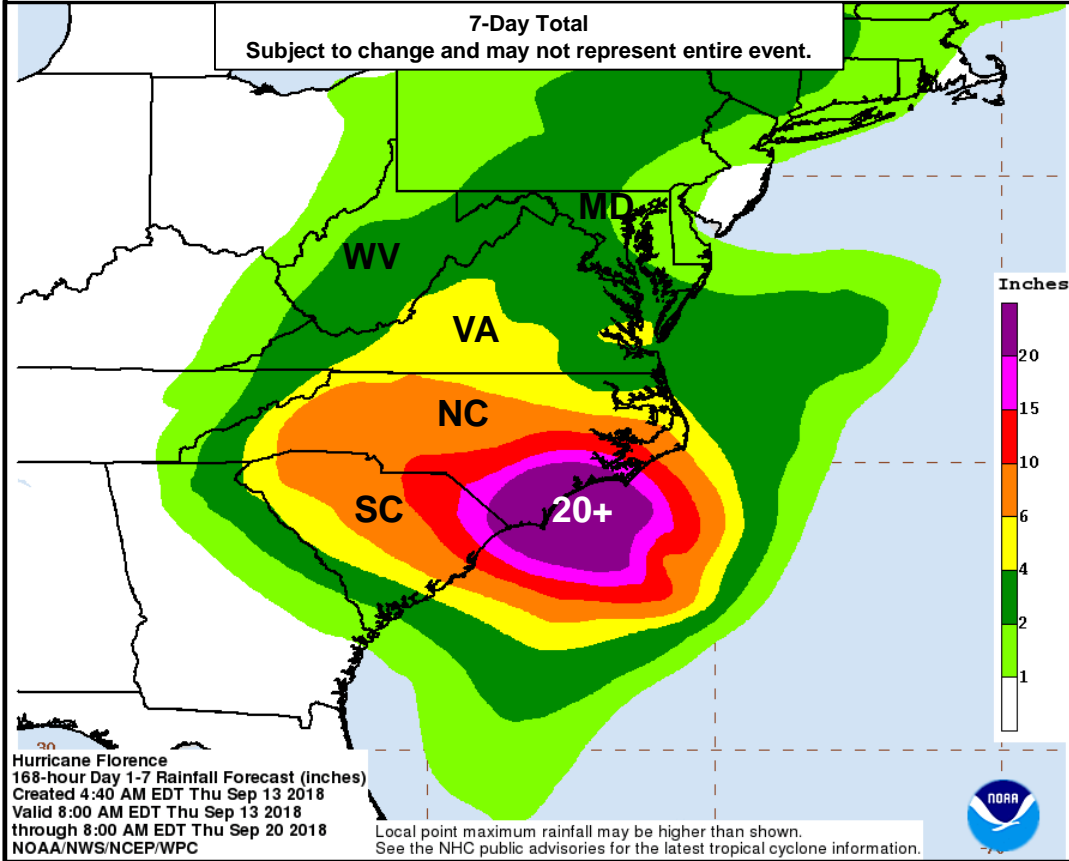 7-Day Total
Subject to change and may not represent entire event.
MD
WV
Inches
VA
20
15
NC
10
SC
20+
6
4
2
1
30
Hurricane Florence
168-hour Day 1-7 Rainfall Forecast (inches)
Created 4:40 AM EDT Thu Sep 13 2018
Valid 8:00 AM EDT Thu Sep 13 2018
through 8:00 AM EDT Thu Sep 20 2018
NOAA/NWS/NCEP/WPC
Local point maximum rainfall may be higher than shown.
See the NHC public advisories for the latest tropical cyclone information.
NOAA